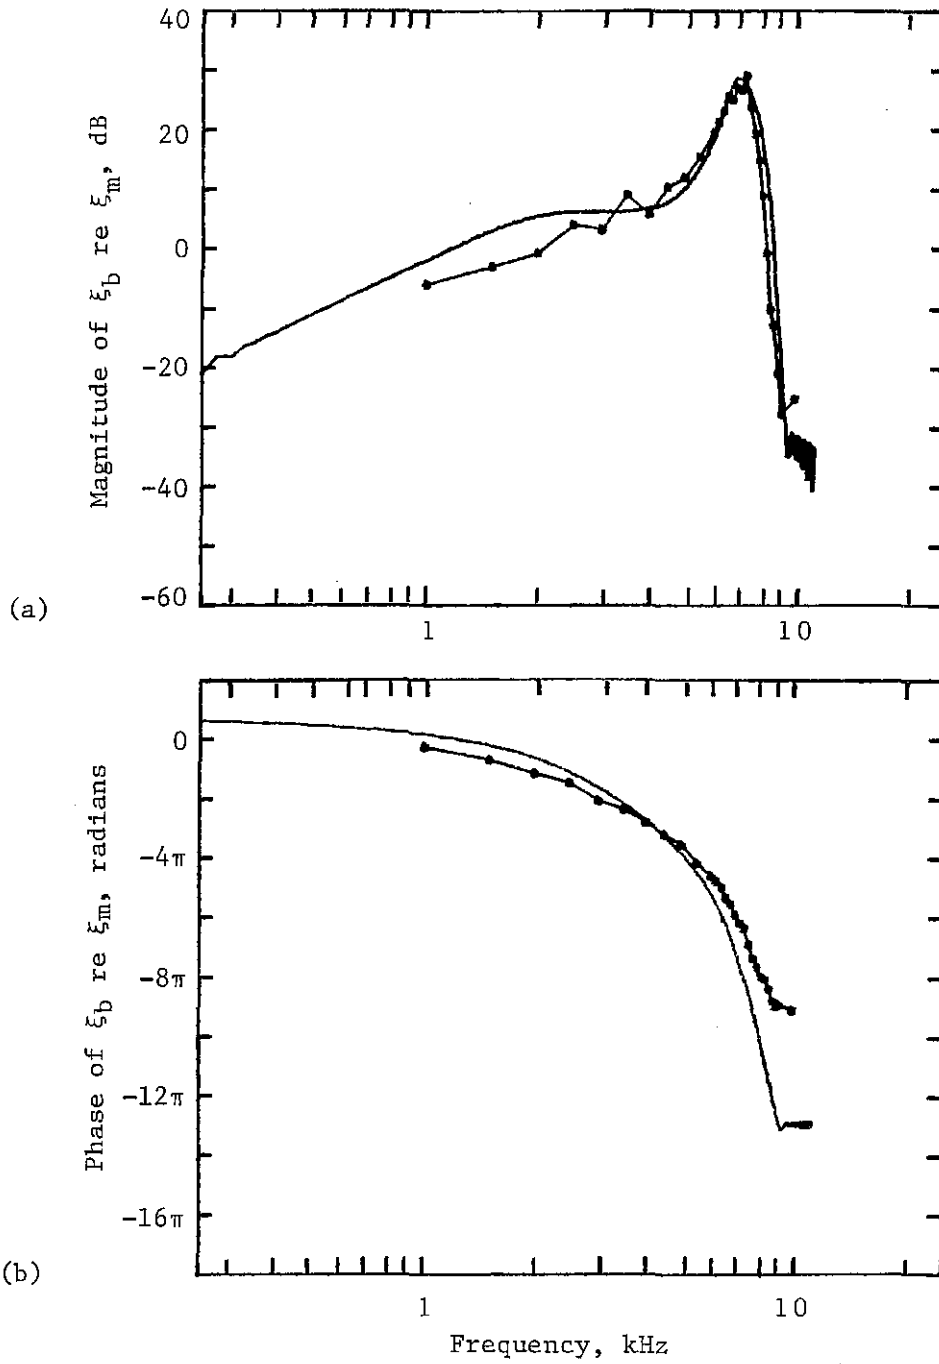 40
20
0
-20
-40
-60
Magnitude of ξb re ξm, dB
(a)
1 10
0
-4π
-8π
-12π
-16π
Phase of ξb re ξm, radians
(b)
1 10
Frequency, kHz